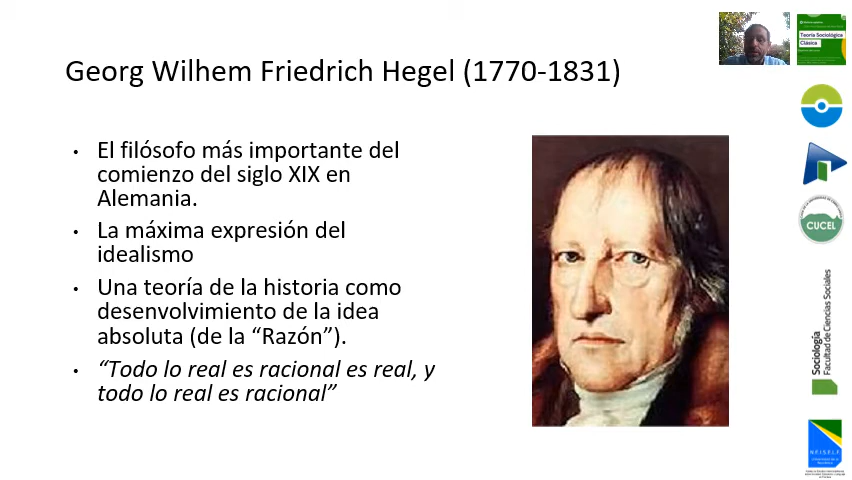 Georg Wilhem Friedrich Hegel (1770-1831)
• El filósofo más importante del
comienzo del siglo XIX en
Alemania.
• La máxima expresión del
idealismo
• Una teoría de la historia como
desenvolvimiento de la idea
absoluta (de la “Razón”).
• “Todo lo real es racional es real, y
todo lo real es racional”
Teoría Sociológica
Clásica
CUCEL
Sociología
Facultad de Ciencias Sociales